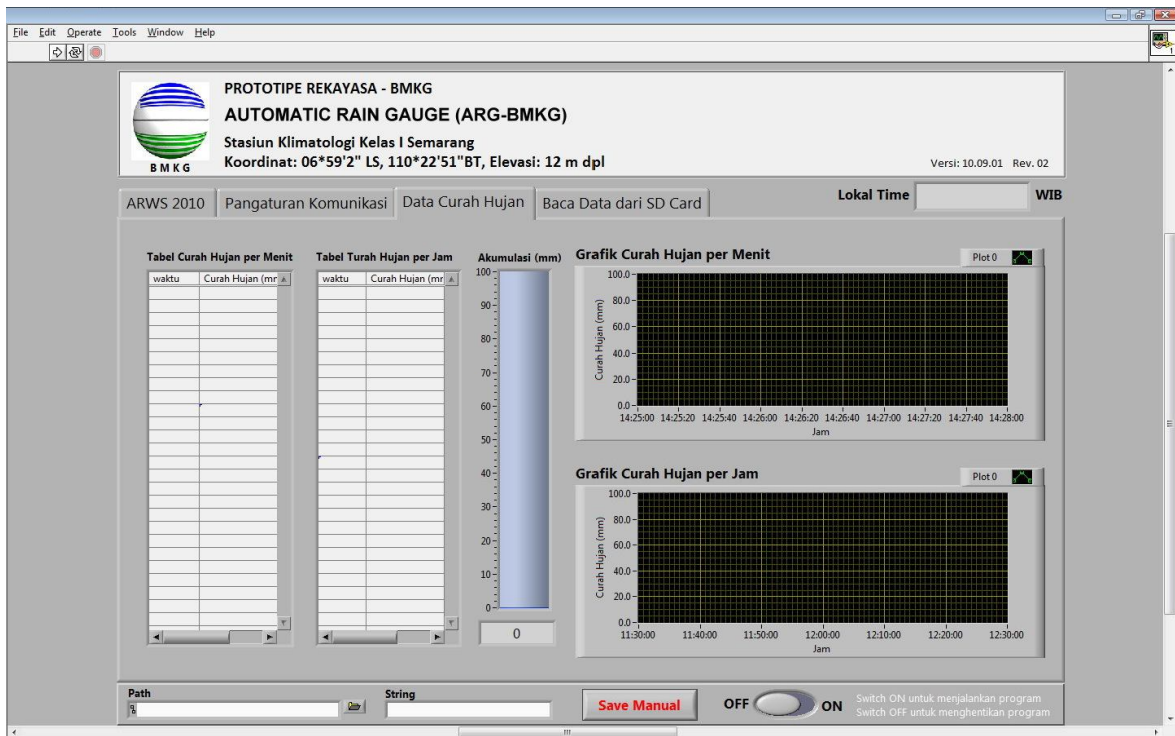 File Edit Operate Tools Window Help
PROTOTIPE REKAYASA - BMKG
AUTOMATIC RAIN GAUGE (ARG-BMKG)
Stasiun Klimatologi Kelas I Semarang
Koordinat: 06*59'2" LS, 110*22'51"BT, Elevasi: 12 m dpl
BMKG
Versi: 10.09.01 Rev. 02
ARWS 2010 Pangaturan Komunikasi Data Curah Hujan Baca Data dari SD Card
Lokal Time WIB
Tabel Curah Hujan per Menit
waktu Curah Hujan (mr
Tabel Turah Hujan per Jam
waktu Curah Hujan (mr
Akumulasi (mm)
100
90
80
70
60
50
40
30
20
10
0
0
Grafik Curah Hujan per Menit
Plot 0
Curah Hujan (mm)
100.0
80.0
60.0
40.0
20.0
0.0
14:25:00 14:25:20 14:25:40 14:26:00 14:26:20 14:26:40 14:27:00 14:27:20 14:27:40 14:28:00
Jam
Grafik Curah Hujan per Jam
Plot 0
Curah Hujan (mm)
100.0
80.0
60.0
40.0
20.0
0.0
11:30:00 11:40:00 11:50:00 12:00:00 12:10:00 12:20:00 12:30:00
Jam
Path
String
Save Manual
OFF ON
Switch ON untuk menjalankan program
Switch OFF untuk menghentikan program